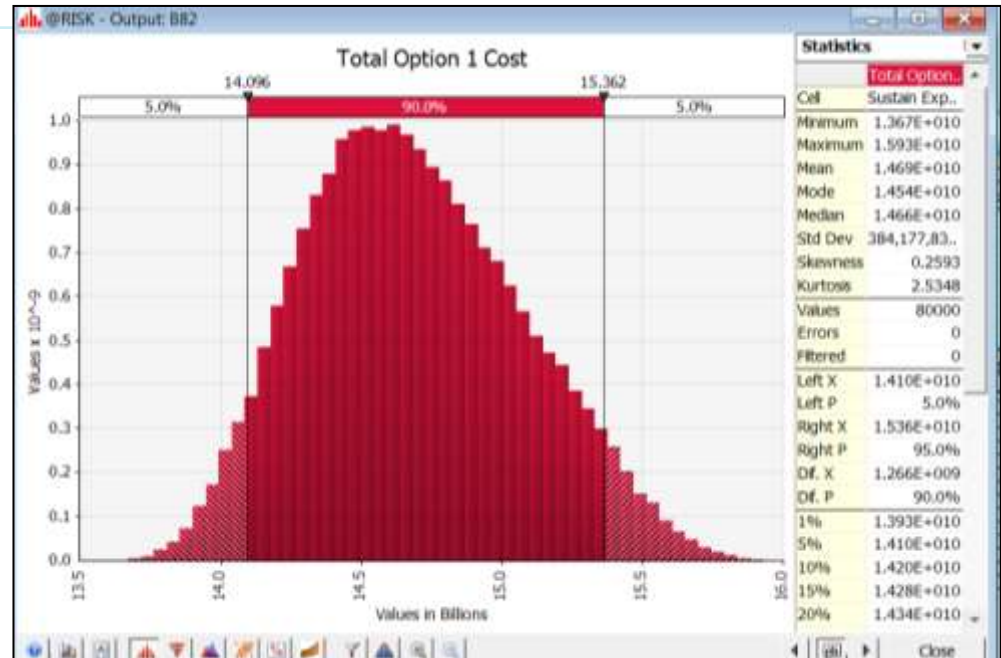 @RISK - Output: B82
Total Option 1 Cost
14.096
15.362
5.0%
90.0%
5.0%
1.0
0.9
0.8
0.7
0.6
0.5
0.4
0.3
0.2
0.1
0.0
Values x 10^-9
13.5
14.0
14.5
15.0
15.5
16.0
Values in Billions
Statistics
Total Option..
Cell Sustain Exp..
Minimum 1.367E+010
Maximum 1.593E+010
Mean 1.469E+010
Mode 1.454E+010
Median 1.466E+010
Std Dev 384,177,83..
Skewness 0.2593
Kurtosis 2.5348
Values 80000
Errors 0
Filtered 0
Left X 1.410E+010
Left P 5.0%
Right X 1.536E+010
Right P 95.0%
Dif. X 1.266E+009
Dif. P 90.0%
1% 1.393E+010
5% 1.410E+010
10% 1.420E+010
15% 1.428E+010
20% 1.434E+010
Close